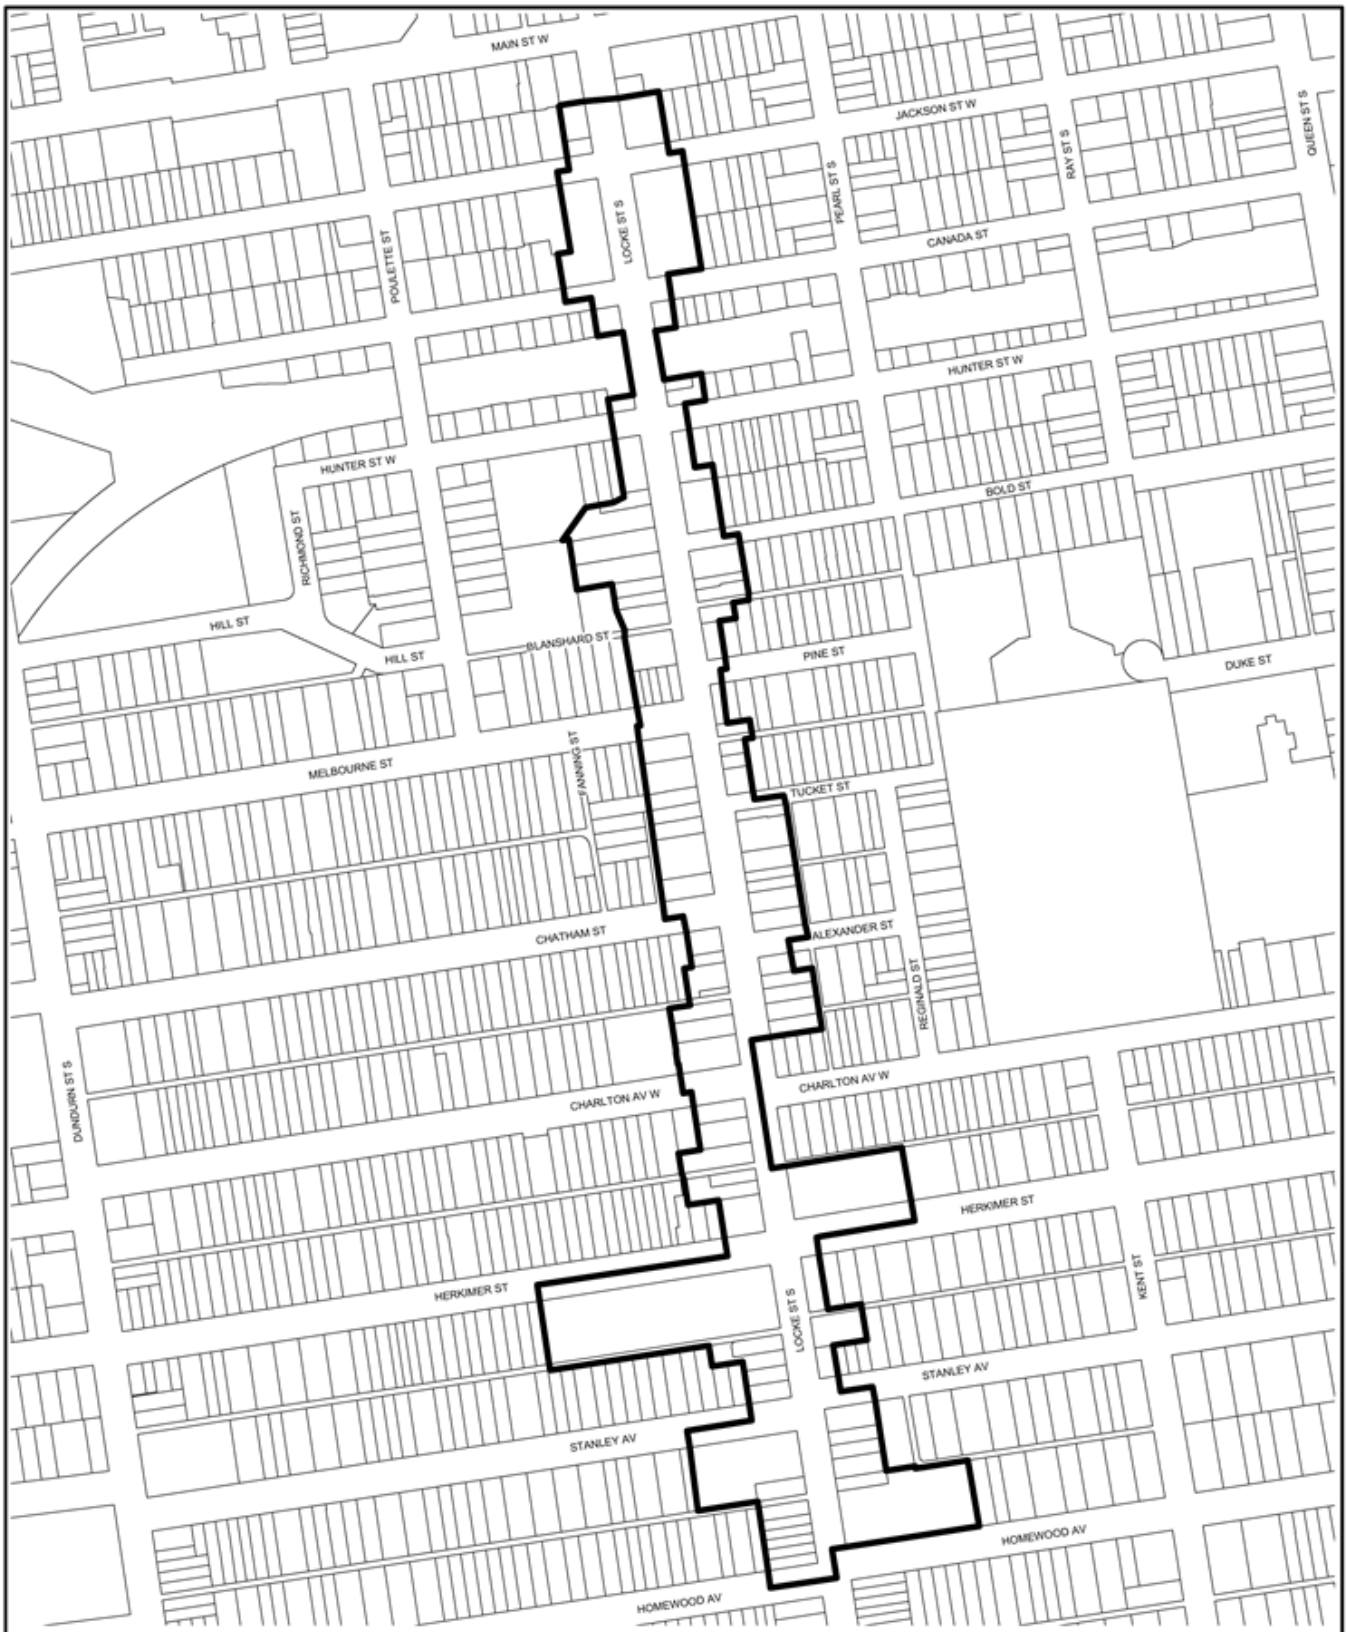 MAIN ST W
JACKSON ST W
QUEEN ST S
RAY ST S
PEARL ST S
LOCKE ST S
CANADA ST
POULETTE ST
HUNTER ST W
HUNTER ST W
BOLD ST
RICHMOND ST
HILL ST
BLANSHARD ST
HILL ST
PINE ST
DUKE ST
FANNING ST
MELBOURNE ST
TUCKET ST
CHATHAM ST
ALEXANDER ST
REGINALD ST
DUNDURN ST S
CHARLTON AV W
CHARLTON AV W
HERKIMER ST
KENT ST
HERKIMER ST
LOCKE ST S
STANLEY AV
STANLEY AV
HOMEWOOD AV
HOMEWOOD AV